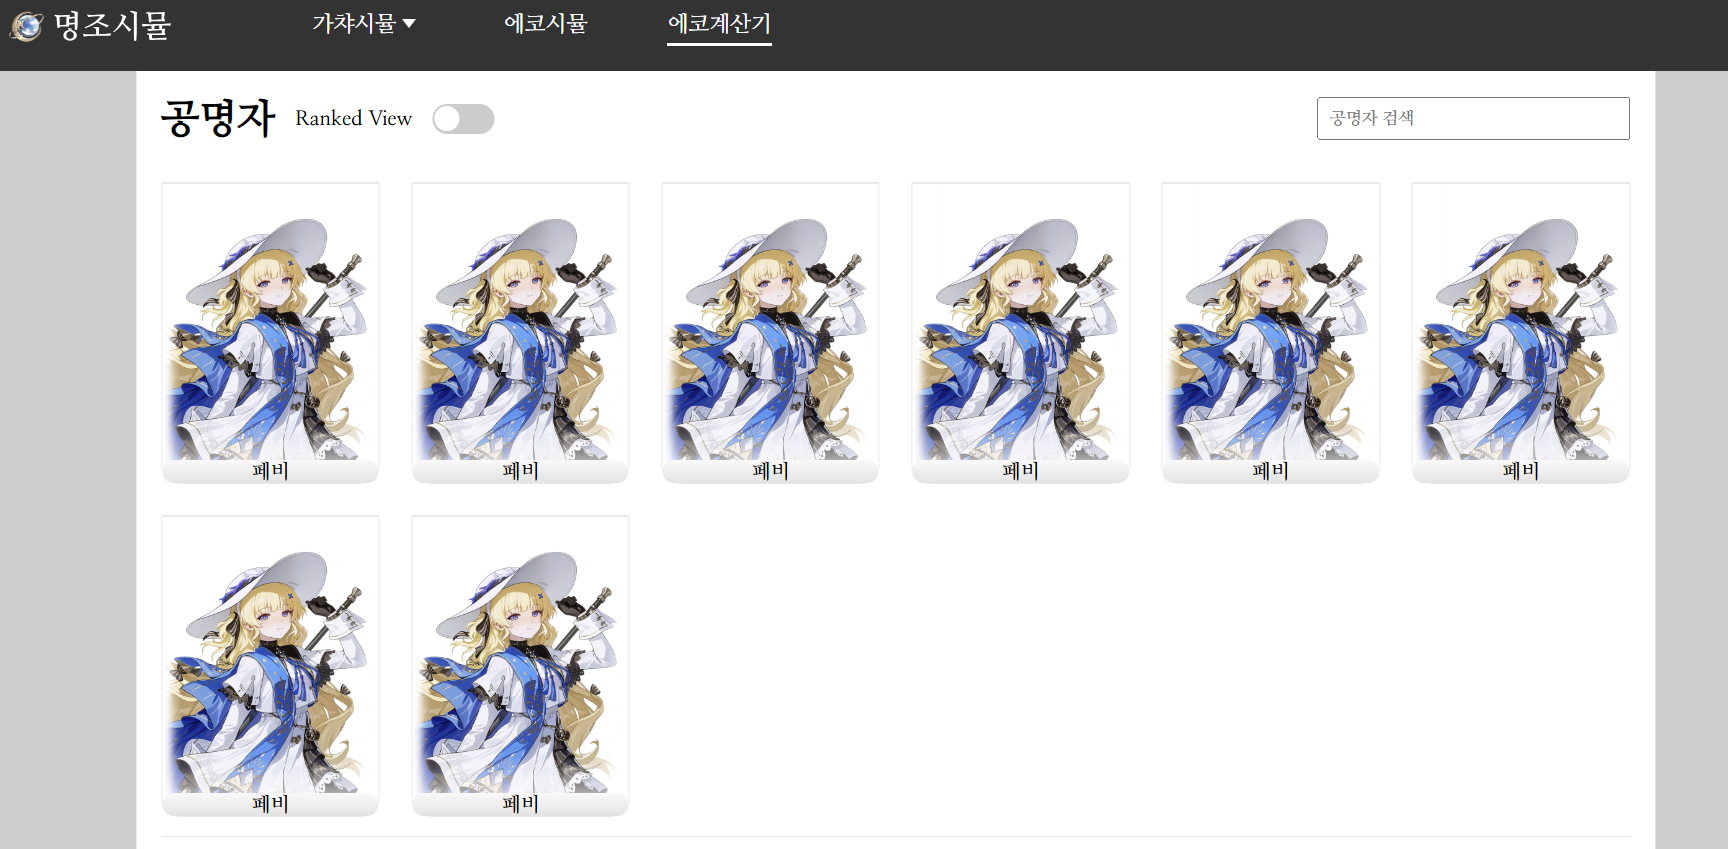 명조시뮬
가챠시뮬
에코시뮬
에코계산기
공명자
Ranked View
공명자 검색
페비
페비
페비
페비
페비
페비
페비
페비